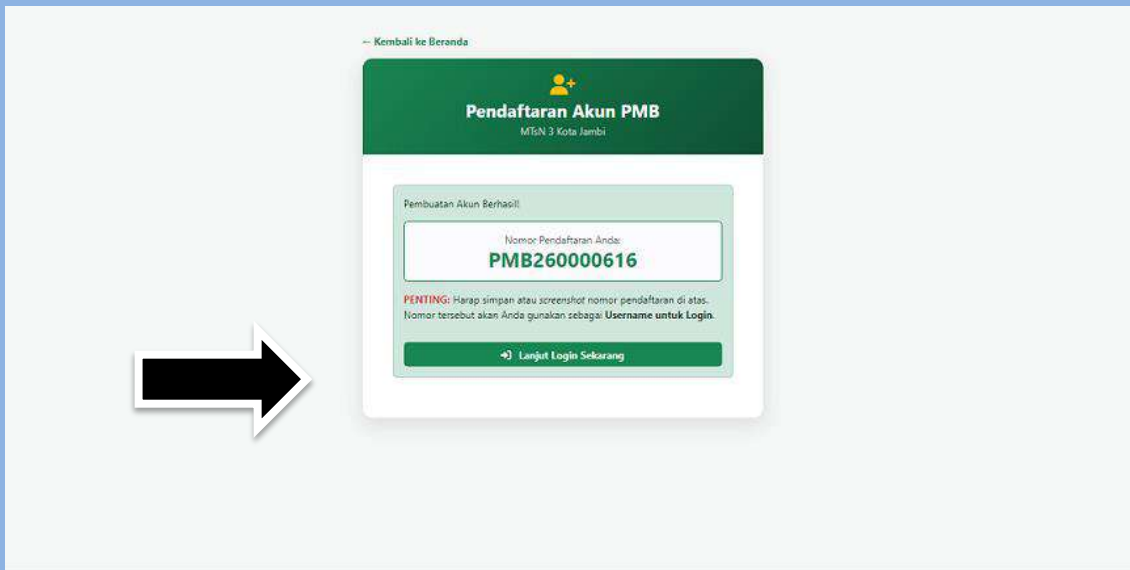 ← Kembali ke Beranda
Pendaftaran Akun PMB
MTsN 3 Kota Jambi
Pembuatan Akun Berhasil!
Nomor Pendaftaran Anda:
PMB260000616
PENTING: Harap simpan atau screenshot nomor pendaftaran di atas.
Nomor tersebut akan Anda gunakan sebagai Username untuk Login.
Lanjut Login Sekarang